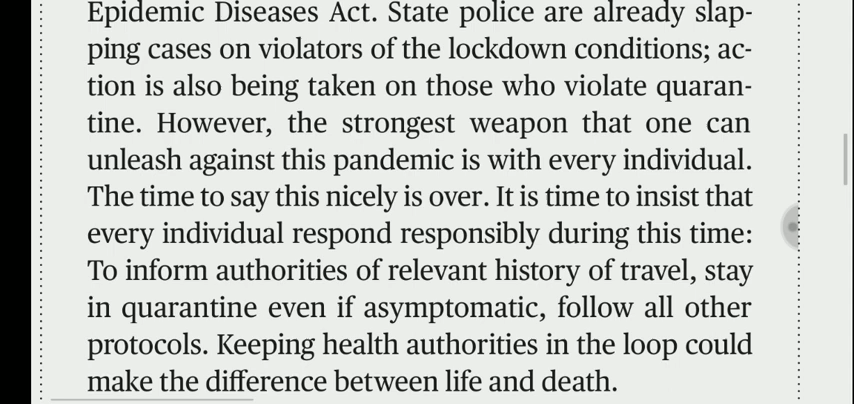 Epidemic Diseases Act. State police are already slap-
ping cases on violators of the lockdown conditions; ac-
tion is also being taken on those who violate quaran-
tine. However, the strongest weapon that one can
unleash against this pandemic is with every individual.
The time to say this nicely is over. It is time to insist that
every individual respond responsibly during this time:
To inform authorities of relevant history of travel, stay
in quarantine even if asymptomatic, follow all other
protocols. Keeping health authorities in the loop could
make the difference between life and death.